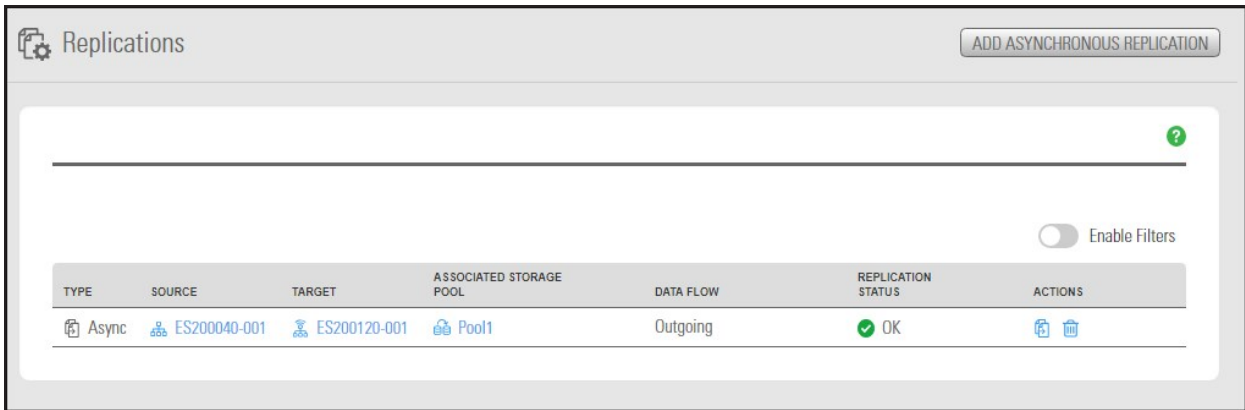 Replications
ADD ASYNCHRONOUS REPLICATION
?
Enable Filters
TYPE SOURCE TARGET ASSOCIATED STORAGE POOL DATA FLOW REPLICATION STATUS ACTIONS
Async ES200040-001 ES200120-001 Pool1 Outgoing OK